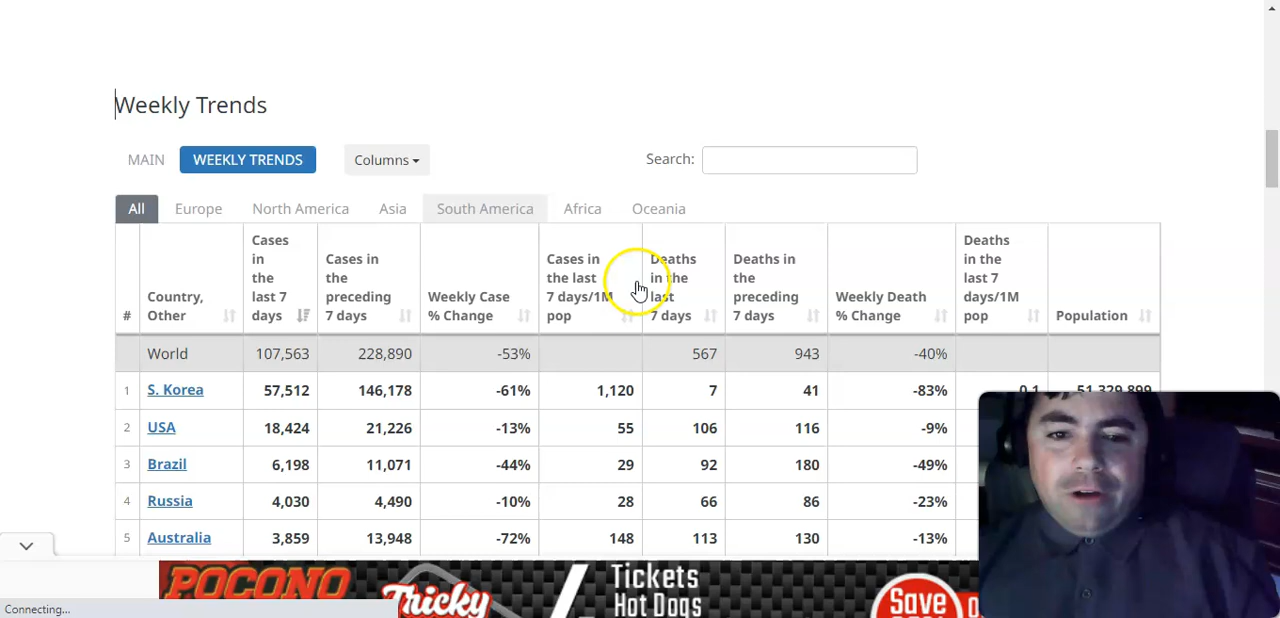 Weekly Trends
MAIN WEEKLY TRENDS Columns Search:
All Europe North America Asia South America Africa Oceania
# Country, Other Cases in the last 7 days Cases in the preceding 7 days Weekly Case % Change Cases in the last 7 days/1M pop Deaths in the last 7 days Deaths in the preceding 7 days Weekly Death % Change Deaths in the last 7 days/1M pop Population
World 107,563 228,890 -53% 567 943 -40%
1 S. Korea 57,512 146,178 -61% 1,120 7 41 -83% 0.1 51,329,899
2 USA 18,424 21,226 -13% 55 106 116 -9%
3 Brazil 6,198 11,071 -44% 29 92 180 -49%
4 Russia 4,030 4,490 -10% 28 66 86 -23%
5 Australia 3,859 13,948 -72% 148 113 130 -13%
POCONO
Tricky
Tickets
Hot Dogs
Save
Connecting...